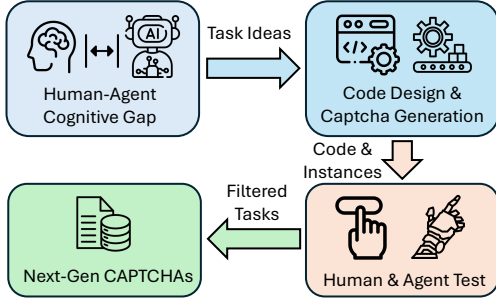 AI
Human-Agent
Cognitive Gap
Task Ideas
</>
Code Design &
Captcha Generation
Code &
Instances
Human & Agent Test
Filtered
Tasks
Next-Gen CAPTCHAs